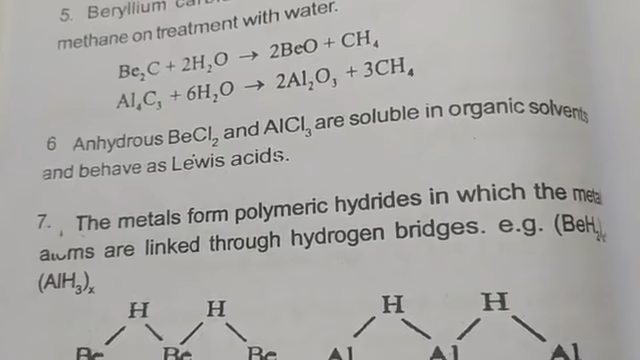 5. Beryllium
methane on treatment with water.
Be₂C + 2H₂O → 2BeO + CH₄
Al₄C₃ + 6H₂O → 2Al₂O₃ + 3CH₄
6 Anhydrous BeCl₂ and AlCl₃ are soluble in organic solvents
and behave as Lewis acids.
7. The metals form polymeric hydrides in which the metal
are linked through hydrogen bridges. e.g. (BeH₂)
(AlH₃)ₓ
H H H H
Be Be Be Al Al Al